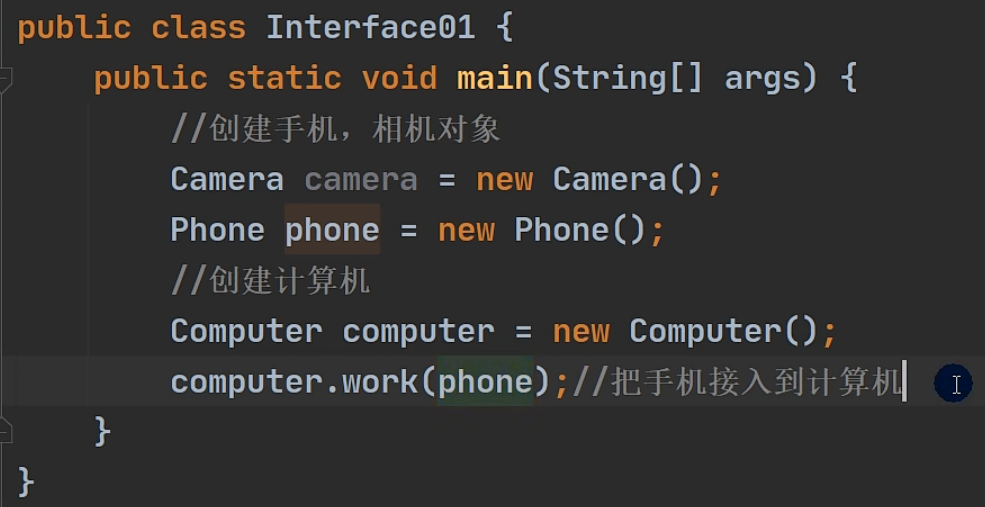 public class Interface01 {
public static void main(String[] args) {
//创建手机，相机对象
Camera camera = new Camera();
Phone phone = new Phone();
//创建计算机
Computer computer = new Computer();
computer.work(phone);//把手机接入到计算机
}
}